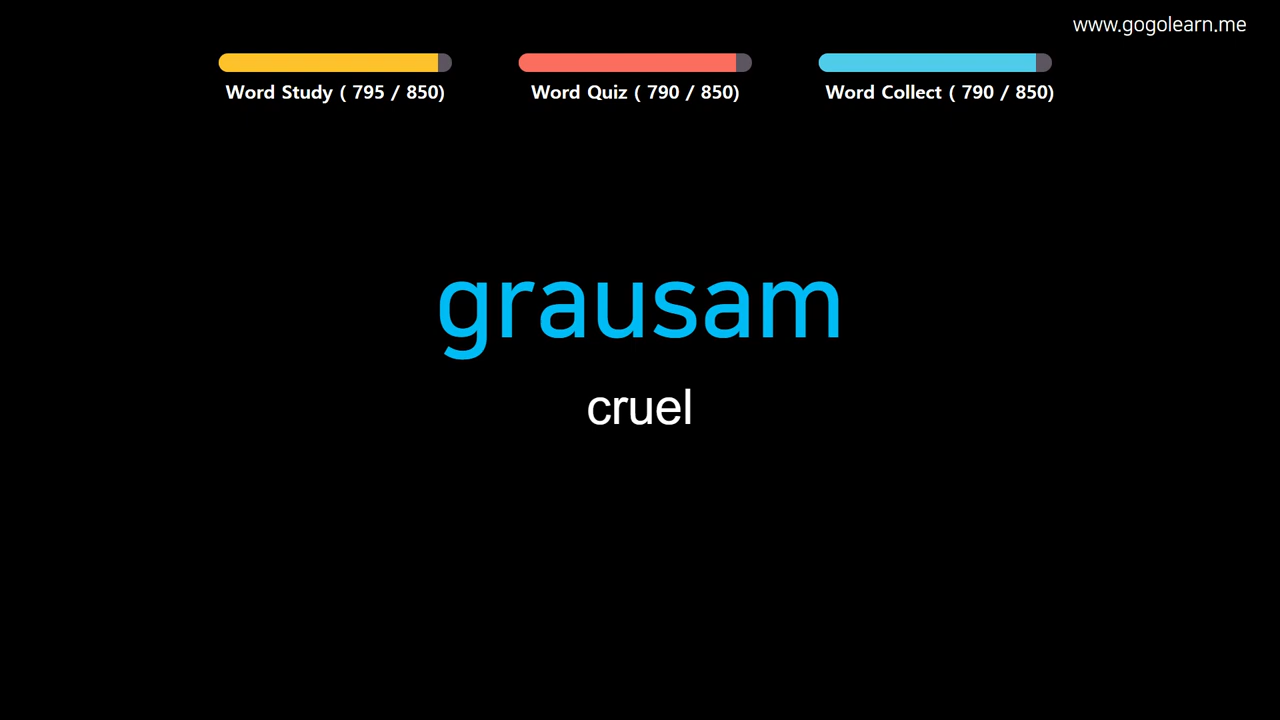 www.gogolearn.me
Word Study ( 795 / 850)
Word Quiz ( 790 / 850)
Word Collect ( 790 / 850)
grausam
cruel